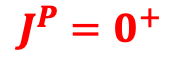 J^P = 0^+